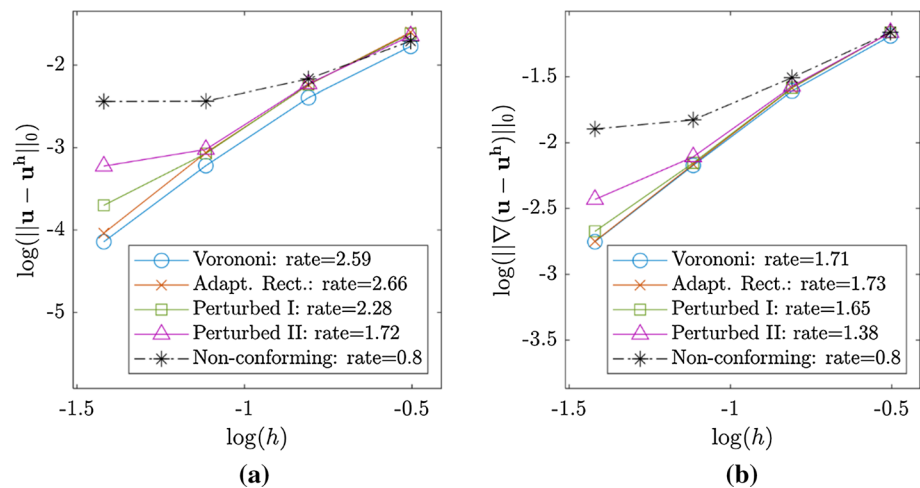 log(||u − u^h||_0)
-2
-3
-4
-5
Vorononi: rate=2.59
Adapt. Rect.: rate=2.66
Perturbed I: rate=2.28
Perturbed II: rate=1.72
Non-conforming: rate=0.8
-1.5 -1 -0.5
log(h)
(a)
log(||∇(u − u^h)||_0)
-1
-1.5
-2
-2.5
-3
-3.5
Vorononi: rate=1.71
Adapt. Rect.: rate=1.73
Perturbed I: rate=1.65
Perturbed II: rate=1.38
Non-conforming: rate=0.8
-1.5 -1 -0.5
log(h)
(b)